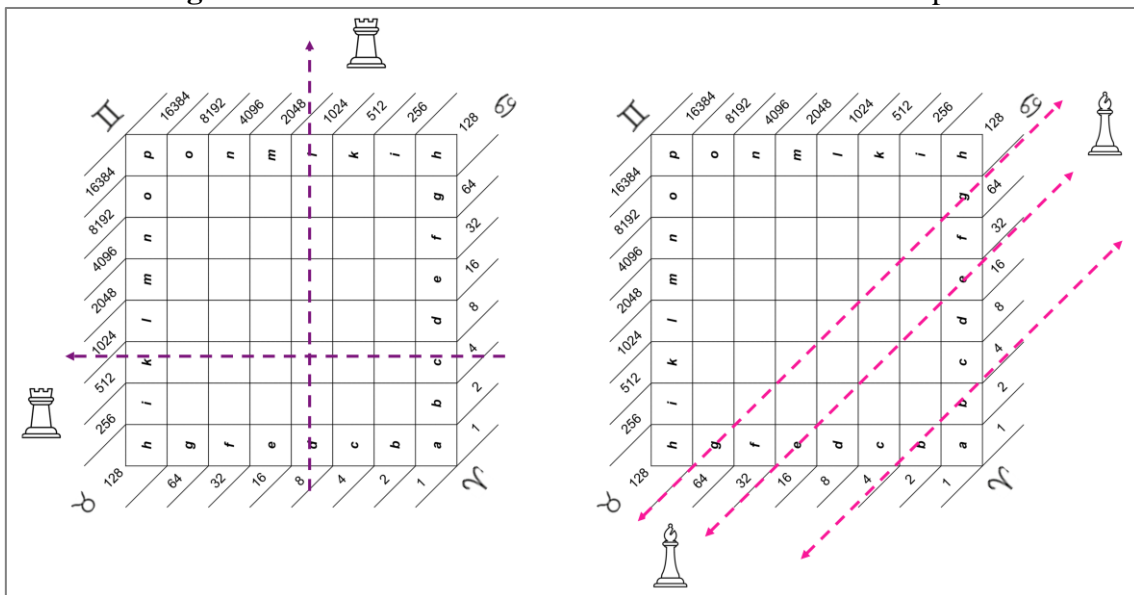 ♊ 16384 8192 4096 2048 1024 512 256 128 ♋
p o n m l k i h
16384 o g 64
8192 n f 32
4096 m e 16
2048 l d 8
1024 k c 4
512 i b 2
256 h g f e d c b a 1
♉ 128 64 32 16 8 4 2 1 ♈
♊ 16384 8192 4096 2048 1024 512 256 128 ♋
p o n m l k i h
16384 o g 64
8192 n f 32
4096 m e 16
2048 l d 8
1024 k c 4
512 i b 2
256 h g f e d c b a 1
♉ 128 64 32 16 8 4 2 1 ♈